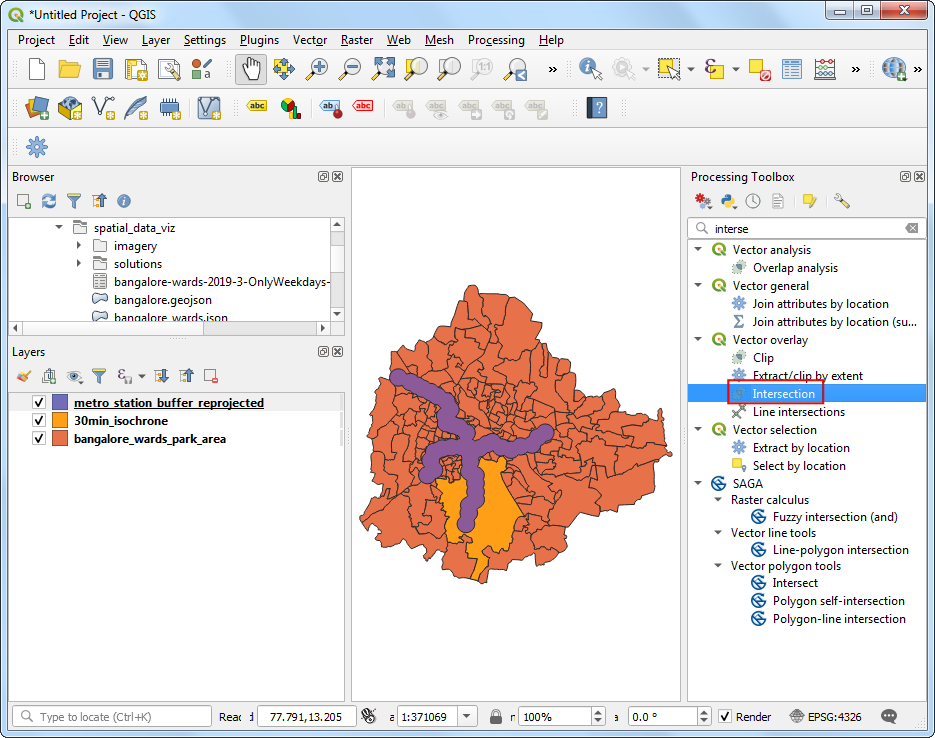 *Untitled Project - QGIS
Project Edit View Layer Settings Plugins Vector Raster Web Mesh Processing Help
abc abc abc
Browser
spatial_data_viz
imagery
solutions
bangalore-wards-2019-3-OnlyWeekdays-
bangalore.geojson
bangalore_wards.json
Layers
metro_station_buffer_reprojected
30min_isochrone
bangalore_wards_park_area
Processing Toolbox
interse
Vector analysis
Overlap analysis
Vector general
Join attributes by location
Join attributes by location (su...
Vector overlay
Clip
Extract/clip by extent
Intersection
Line intersections
Vector selection
Extract by location
Select by location
SAGA
Raster calculus
Fuzzy intersection (and)
Vector line tools
Line-polygon intersection
Vector polygon tools
Intersect
Polygon self-intersection
Polygon-line intersection
Type to locate (Ctrl+K) 77.791,13.205 1:371069 100% 0.0 ° Render EPSG:4326